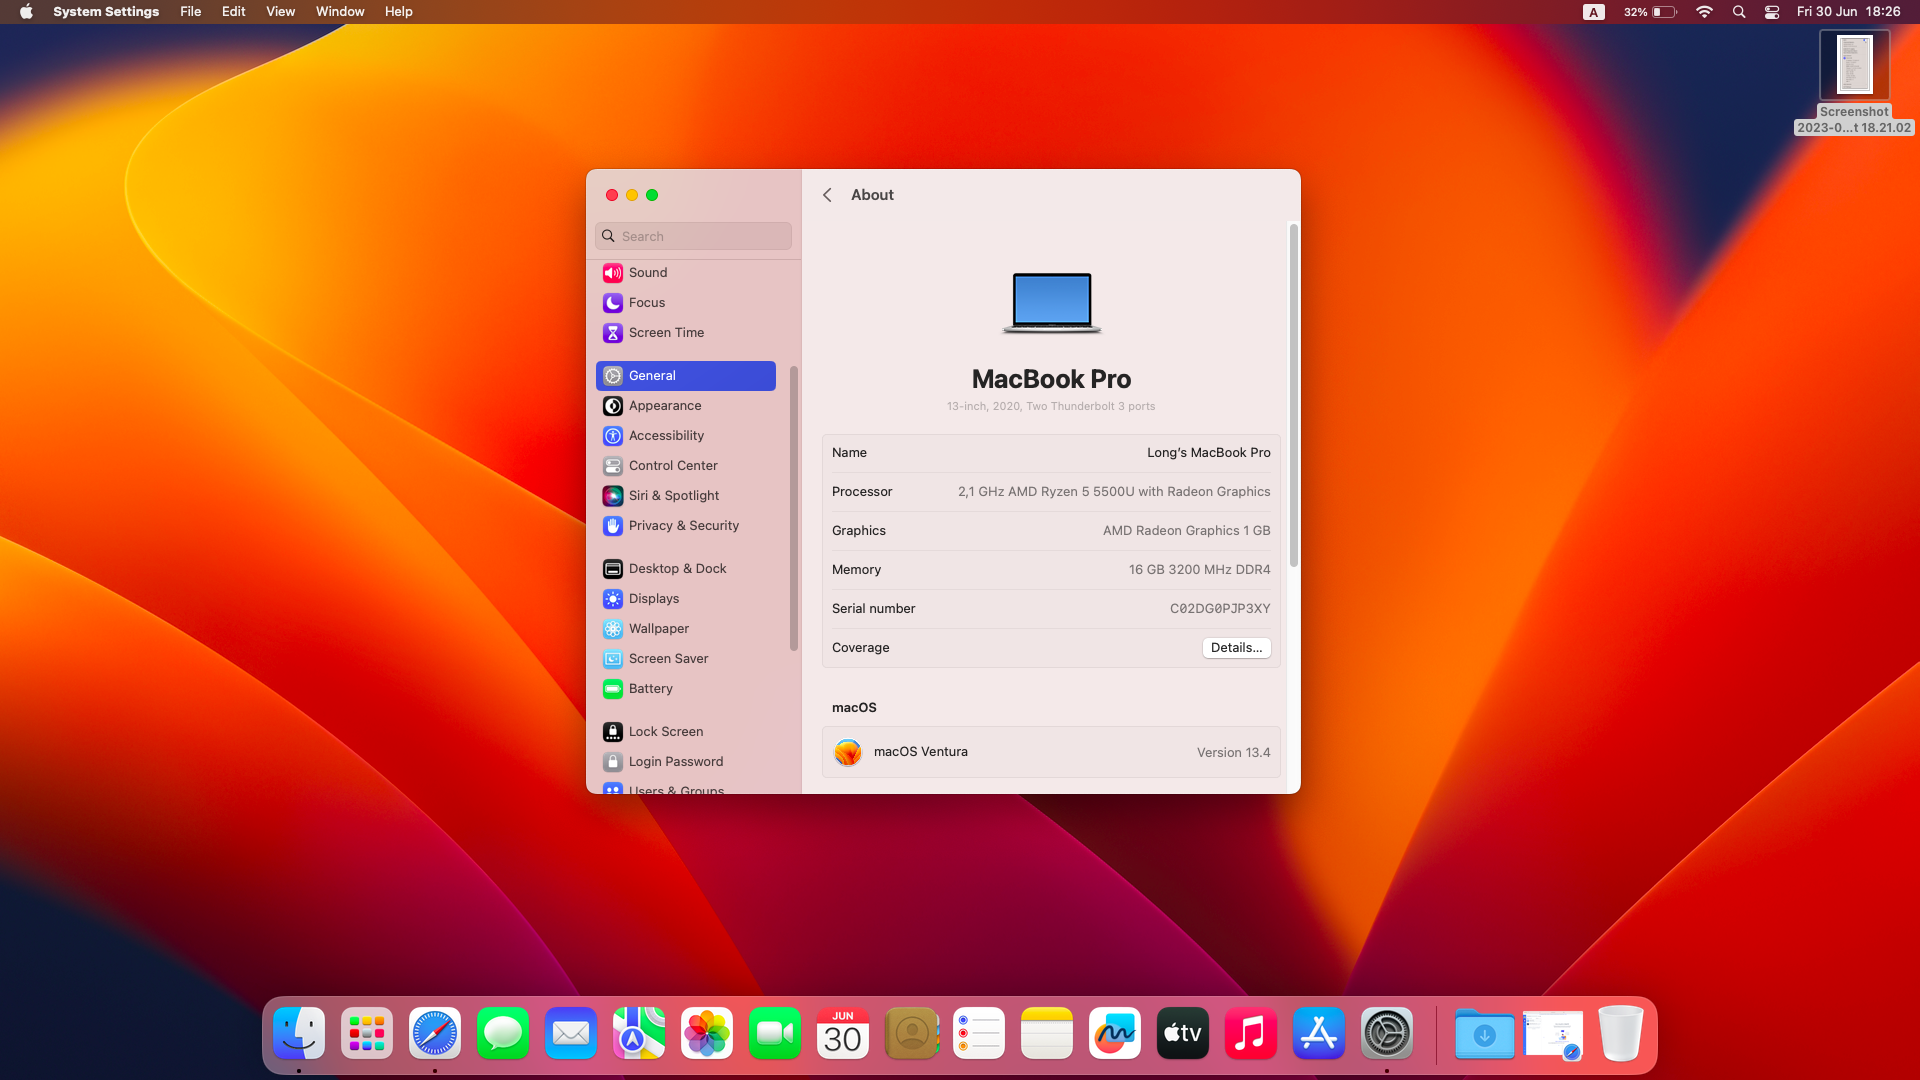 System Settings File Edit View Window Help
A 32% Fri 30 Jun 18:26
Screenshot
2023-0...t 18.21.02
About
Search
Sound
Focus
Screen Time
General
Appearance
Accessibility
Control Center
Siri & Spotlight
Privacy & Security
Desktop & Dock
Displays
Wallpaper
Screen Saver
Battery
Lock Screen
Login Password
Users & Groups
MacBook Pro
13-inch, 2020, Two Thunderbolt 3 ports
Name Long's MacBook Pro
Processor 2,1 GHz AMD Ryzen 5 5500U with Radeon Graphics
Graphics AMD Radeon Graphics 1 GB
Memory 16 GB 3200 MHz DDR4
Serial number C02DG0PJP3XY
Coverage Details...
macOS
macOS Ventura Version 13.4
JUN
30
tv